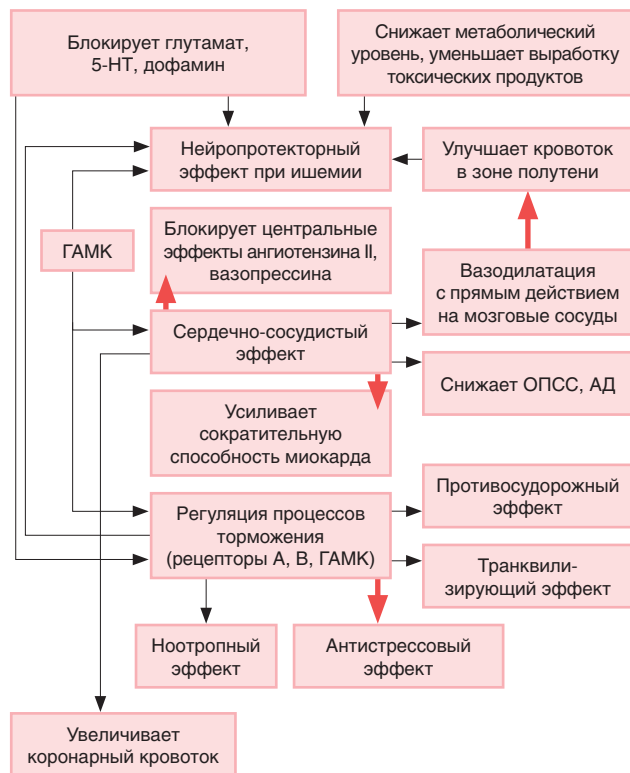 Блокирует глутамат,
5-НТ, дофамин
Снижает метаболический
уровень, уменьшает выработку
токсических продуктов
Нейропротекторный
эффект при ишемии
Улучшает кровоток
в зоне полутени
Блокирует центральные
эффекты ангиотензина II,
вазопрессина
ГАМК
Вазодилатация
с прямым действием
на мозговые сосуды
Сердечно-сосудистый
эффект
Снижает ОПСС, АД
Усиливает
сократительную
способность миокарда
Противосудорожный
эффект
Регуляция процессов
торможения
(рецепторы А, В, ГАМК)
Транквили-
зирующий эффект
Ноотропный
эффект
Антистрессовый
эффект
Увеличивает
коронарный кровоток